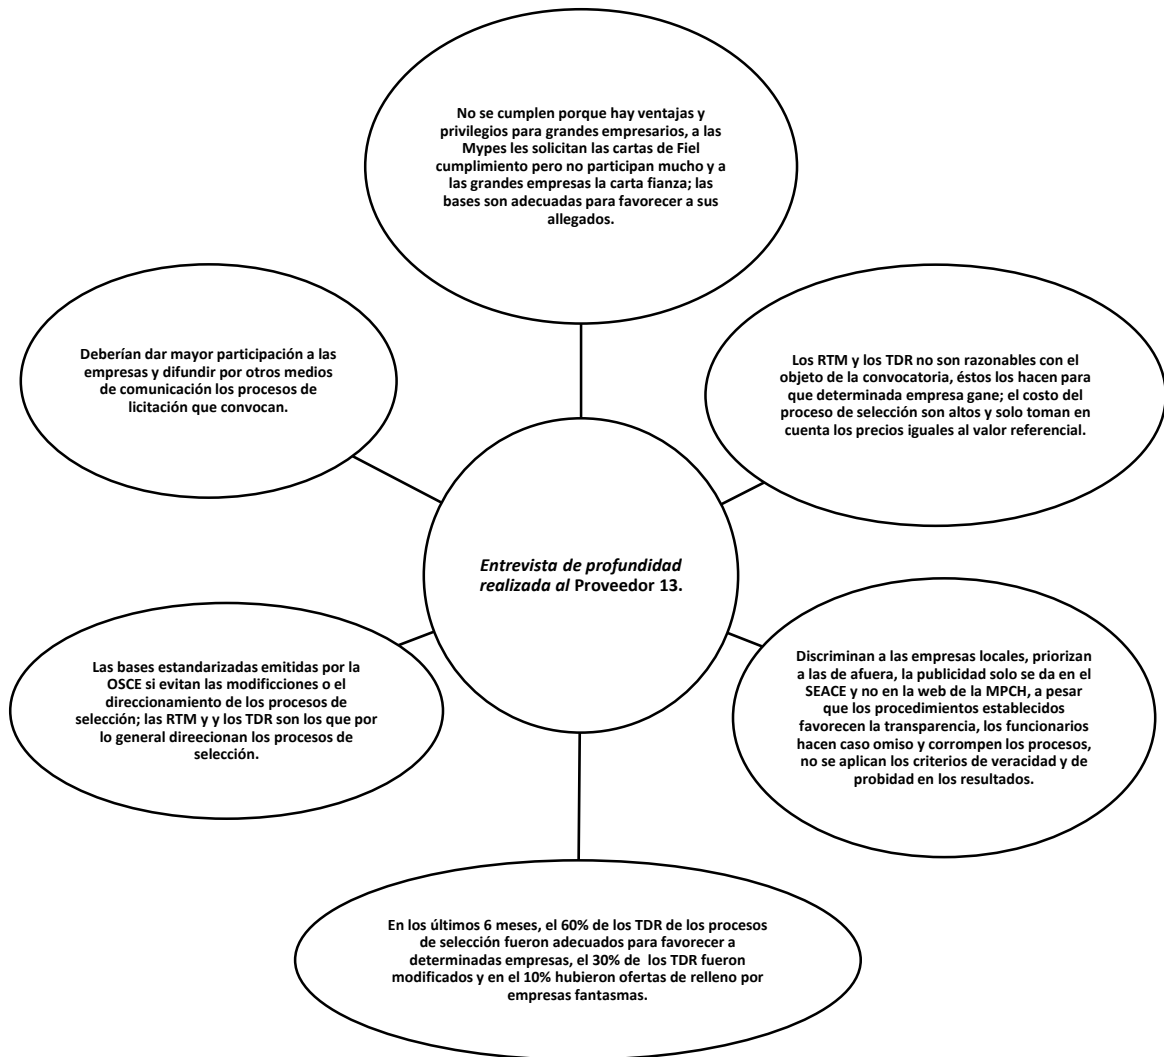 No se cumplen porque hay ventajas y
privilegios para grandes empresarios, a las
Mypes les solicitan las cartas de Fiel
cumplimiento pero no participan mucho y a
las grandes empresas la carta fianza; las
bases son adecuadas para favorecer a sus
allegados.
Deberían dar mayor participación a las
empresas y difundir por otros medios
de comunicación los procesos de
licitación que convocan.
Los RTM y los TDR no son razonables con el
objeto de la convocatoria, éstos los hacen para
que determinada empresa gane; el costo del
proceso de selección son altos y solo toman en
cuenta los precios iguales al valor referencial.
Entrevista de profundidad
realizada al Proveedor 13.
Las bases estandarizadas emitidas por la
OSCE si evitan las modificciones o el
direccionamiento de los procesos de
selección; las RTM y y los TDR son los que por
lo general direecionan los procesos de
selección.
Discriminan a las empresas locales, priorizan
a las de afuera, la publicidad solo se da en el
SEACE y no en la web de la MPCH, a pesar
que los procedimientos establecidos
favorecen la transparencia, los funcionarios
hacen caso omiso y corrompen los procesos,
no se aplican los criterios de veracidad y de
probidad en los resultados.
En los últimos 6 meses, el 60% de los TDR de los procesos
de selección fueron adecuados para favorecer a
determinadas empresas, el 30% de los TDR fueron
modificados y en el 10% hubieron ofertas de relleno por
empresas fantasmas.